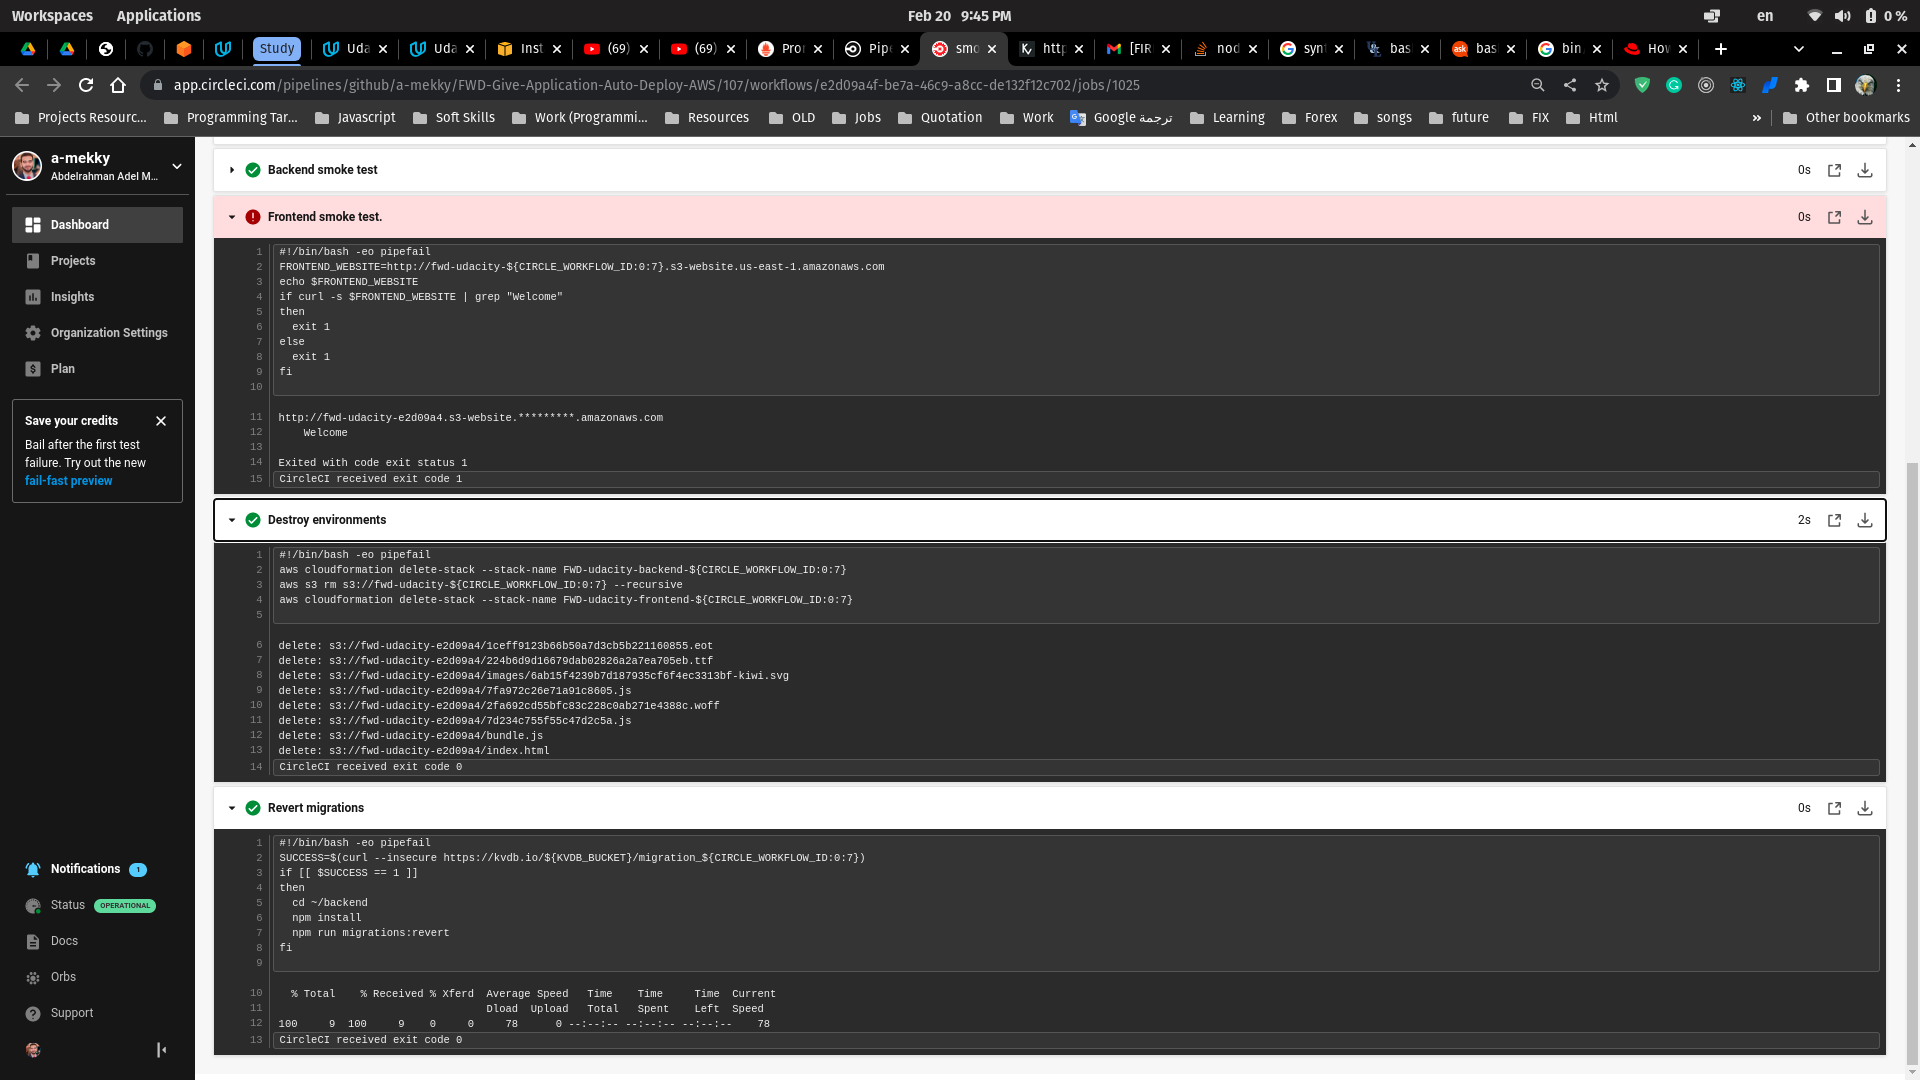 Workspaces Applications Feb 20 9:45 PM en 0 %
Study Uda Uda Inst (69) (69) Pror Pipe smo http [FIR nod synt bas bas bin Hov
app.circleci.com/pipelines/github/a-mekky/FWD-Give-Application-Auto-Deploy-AWS/107/workflows/e2d09a4f-be7a-46c9-a8cc-de132f12c702/jobs/1025
Projects Resourc... Programming Tar... Javascript Soft Skills Work (Programmi... Resources OLD Jobs Quotation Work Google ترجمة Learning Forex songs future FIX Html » Other bookmarks
a-mekky
Abdelrahman Adel M...
Dashboard
Projects
Insights
Organization Settings
Plan
Save your credits
Bail after the first test
failure. Try out the new
fail-fast preview
Notifications 1
Status OPERATIONAL
Docs
Orbs
Support
Backend smoke test 0s
Frontend smoke test. 0s
1 #!/bin/bash -eo pipefail
2 FRONTEND_WEBSITE=http://fwd-udacity-${CIRCLE_WORKFLOW_ID:0:7}.s3-website.us-east-1.amazonaws.com
3 echo $FRONTEND_WEBSITE
4 if curl -s $FRONTEND_WEBSITE | grep "Welcome"
5 then
6 exit 1
7 else
8 exit 1
9 fi
10
11 http://fwd-udacity-e2d09a4.s3-website.*********.amazonaws.com
12 Welcome
13
14 Exited with code exit status 1
15 CircleCI received exit code 1
Destroy environments 2s
1 #!/bin/bash -eo pipefail
2 aws cloudformation delete-stack --stack-name FWD-udacity-backend-${CIRCLE_WORKFLOW_ID:0:7}
3 aws s3 rm s3://fwd-udacity-${CIRCLE_WORKFLOW_ID:0:7} --recursive
4 aws cloudformation delete-stack --stack-name FWD-udacity-frontend-${CIRCLE_WORKFLOW_ID:0:7}
5
6 delete: s3://fwd-udacity-e2d09a4/1ceff9123b66b50a7d3cb5b221160855.eot
7 delete: s3://fwd-udacity-e2d09a4/224b6d9d16679dab02826a2a7ea705eb.ttf
8 delete: s3://fwd-udacity-e2d09a4/images/6ab15f4239b7d187935cf6f4ec3313bf-kiwi.svg
9 delete: s3://fwd-udacity-e2d09a4/7fa972c26e71a91c8605.js
10 delete: s3://fwd-udacity-e2d09a4/2fa692cd55bfc83c228c0ab271e4388c.woff
11 delete: s3://fwd-udacity-e2d09a4/7d234c755f55c47d2c5a.js
12 delete: s3://fwd-udacity-e2d09a4/bundle.js
13 delete: s3://fwd-udacity-e2d09a4/index.html
14 CircleCI received exit code 0
Revert migrations 0s
1 #!/bin/bash -eo pipefail
2 SUCCESS=$(curl --insecure https://kvdb.io/${KVDB_BUCKET}/migration_${CIRCLE_WORKFLOW_ID:0:7})
3 if [[ $SUCCESS == 1 ]]
4 then
5 cd ~/backend
6 npm install
7 npm run migrations:revert
8 fi
9
10 % Total % Received % Xferd Average Speed Time Time Time Current
11 Dload Upload Total Spent Left Speed
12 100 9 100 9 0 0 78 0 --:--:-- --:--:-- --:--:-- 78
13 CircleCI received exit code 0